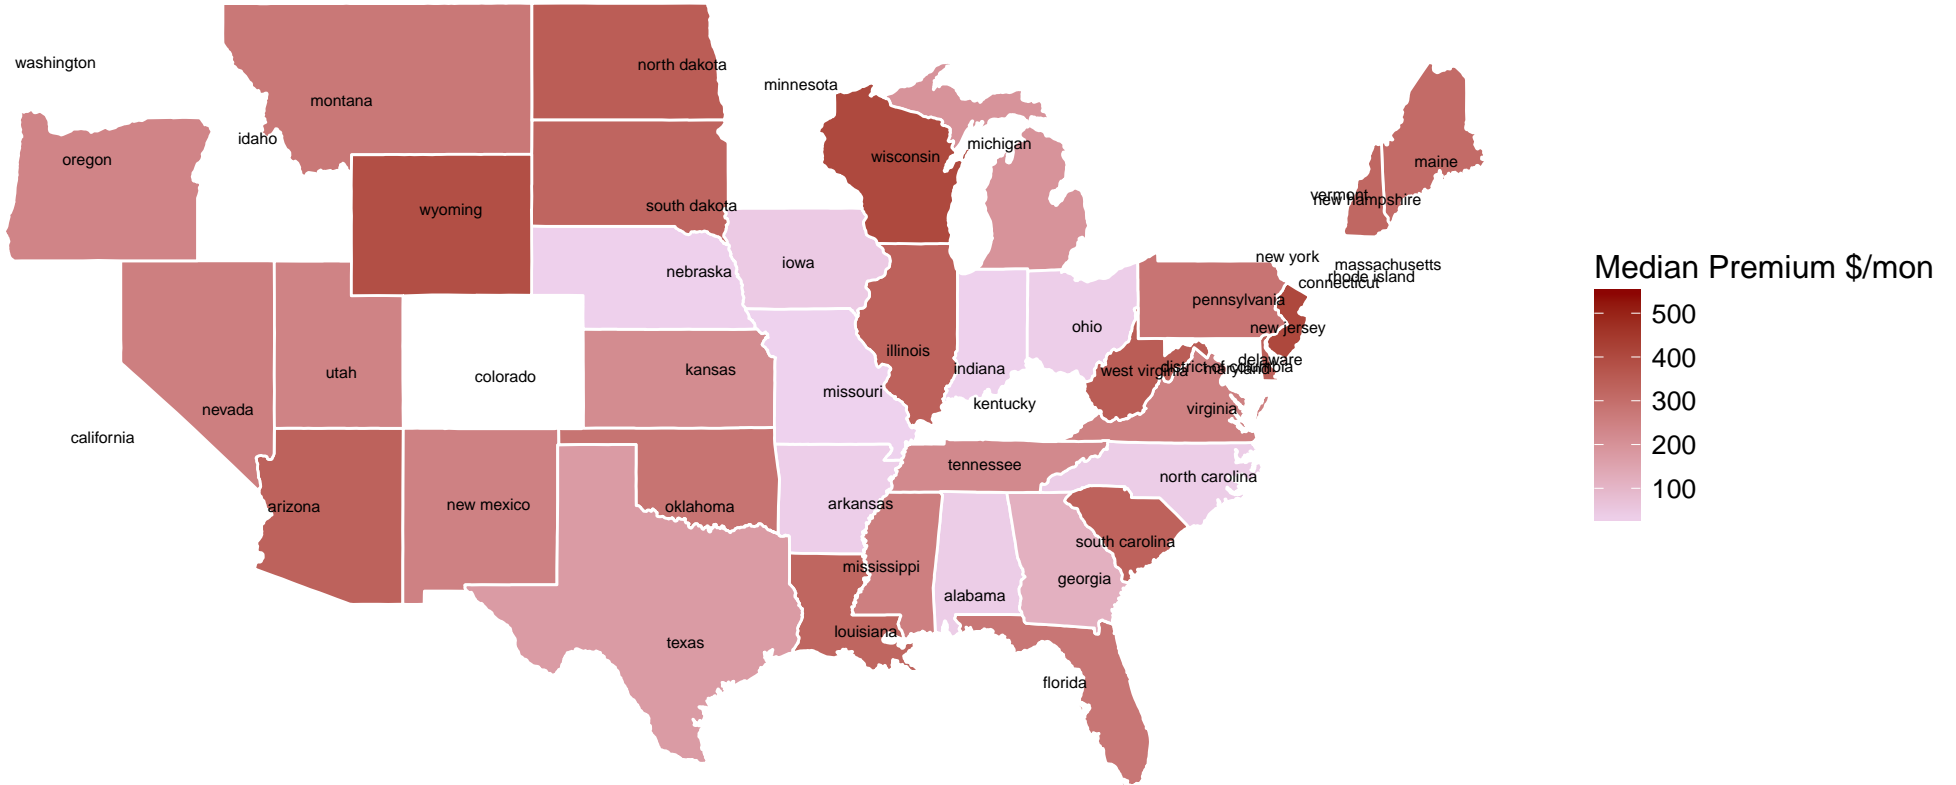 washington
north dakota
minnesota
montana
idaho
michigan
oregon
wisconsin
maine
vermont
new hampshire
wyoming
south dakota
new york
massachusetts
iowa
nebraska
rhode island
connecticut
Median Premium $/mon
pennsylvania
500
ohio
new jersey
illinois
400
delaware
indiana
kansas
west virginia
district of columbia
maryland
utah
colorado
missouri
300
kentucky
nevada
virginia
california
200
tennessee
north carolina
100
arizona
new mexico
oklahoma
arkansas
south carolina
mississippi
georgia
alabama
louisiana
texas
florida